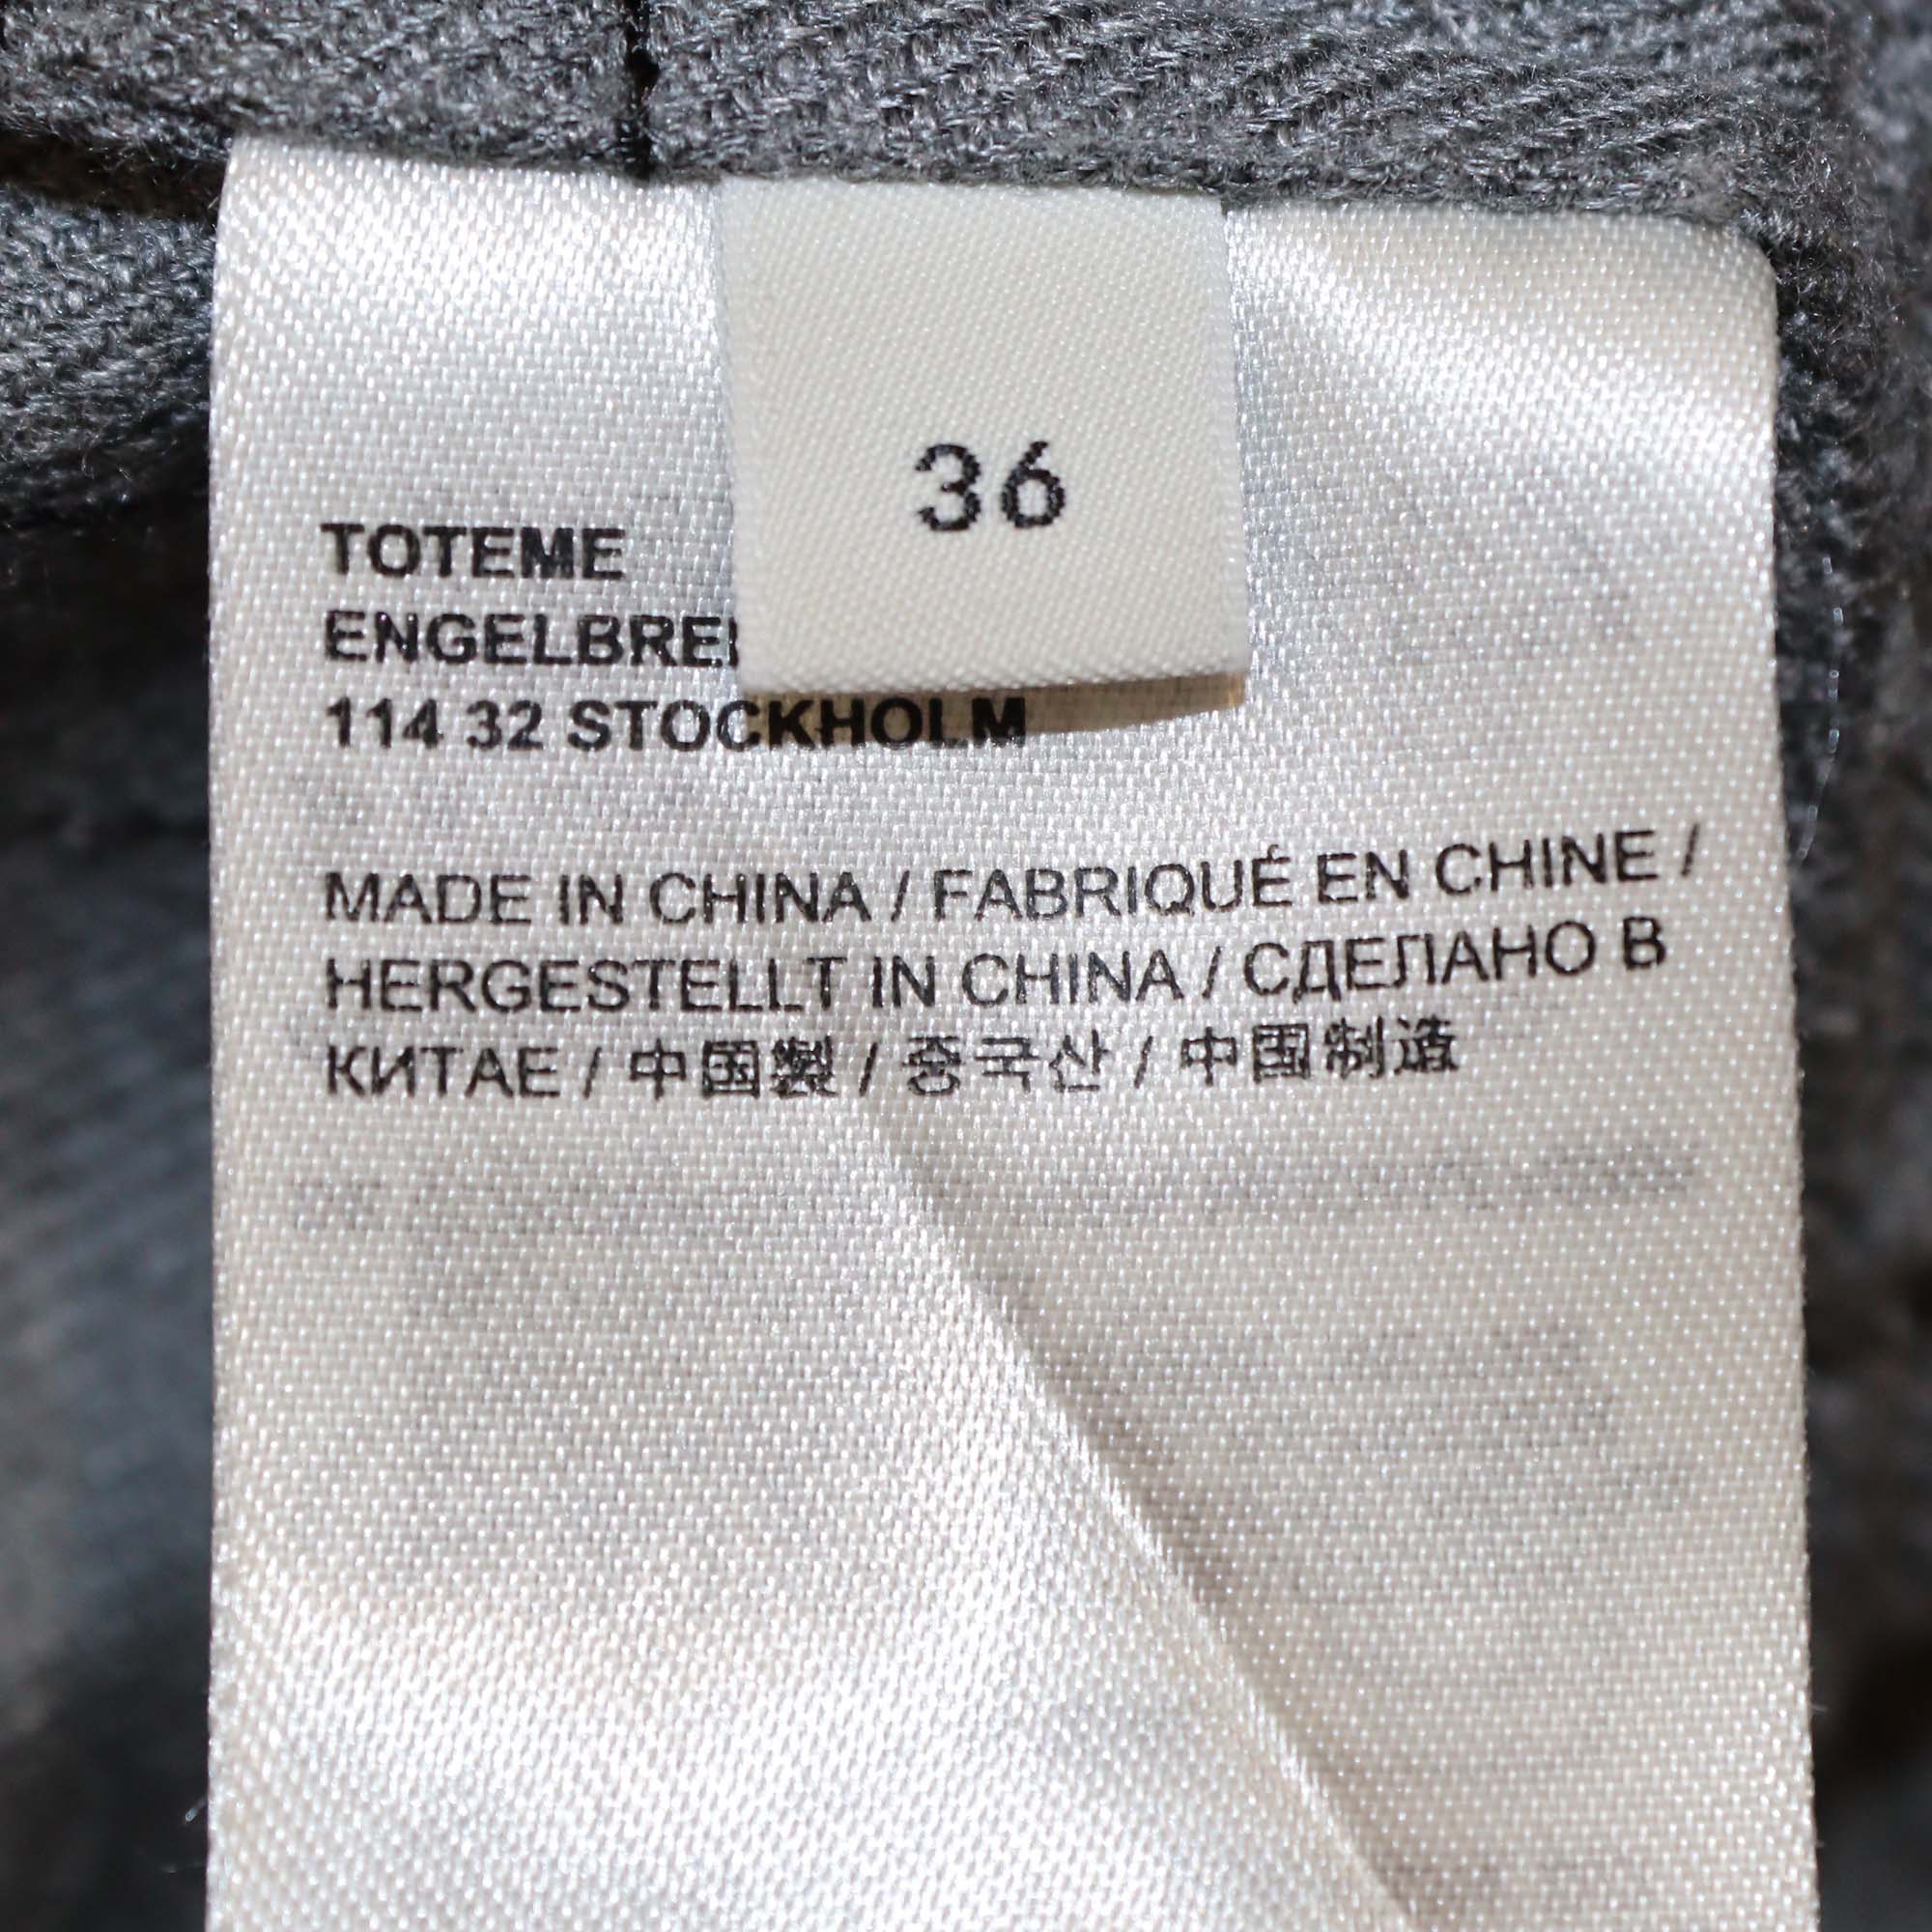 36
TOTEME
ENGELBRE
114 32 STOCKHOLM
MADE IN CHINA / FABRIQUÉ EN CHINE /
HERGESTELLT IN CHINA / СДЕЛАНО В
КИТАЕ / 中国製 / 중국산 / 中国制造